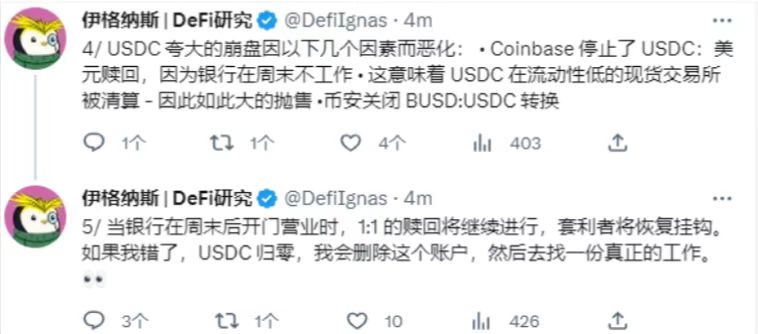 伊格纳斯 | DeFi研究 @DefiIgnas · 4m
4/ USDC 夸大的崩盘因以下几个因素而恶化： • Coinbase 停止了 USDC：美
元赎回，因为银行在周末不工作 • 这意味着 USDC 在流动性低的现货交易所
被清算 - 因此如此大的抛售 •币安关闭 BUSD:USDC 转换
1个 1个 4个 403
伊格纳斯 | DeFi研究 @DefiIgnas · 4m
5/ 当银行在周末后开门营业时，1:1 的赎回将继续进行，套利者将恢复挂钩。
如果我错了，USDC 归零，我会删除这个账户，然后去找一份真正的工作。
3个 1个 10 426